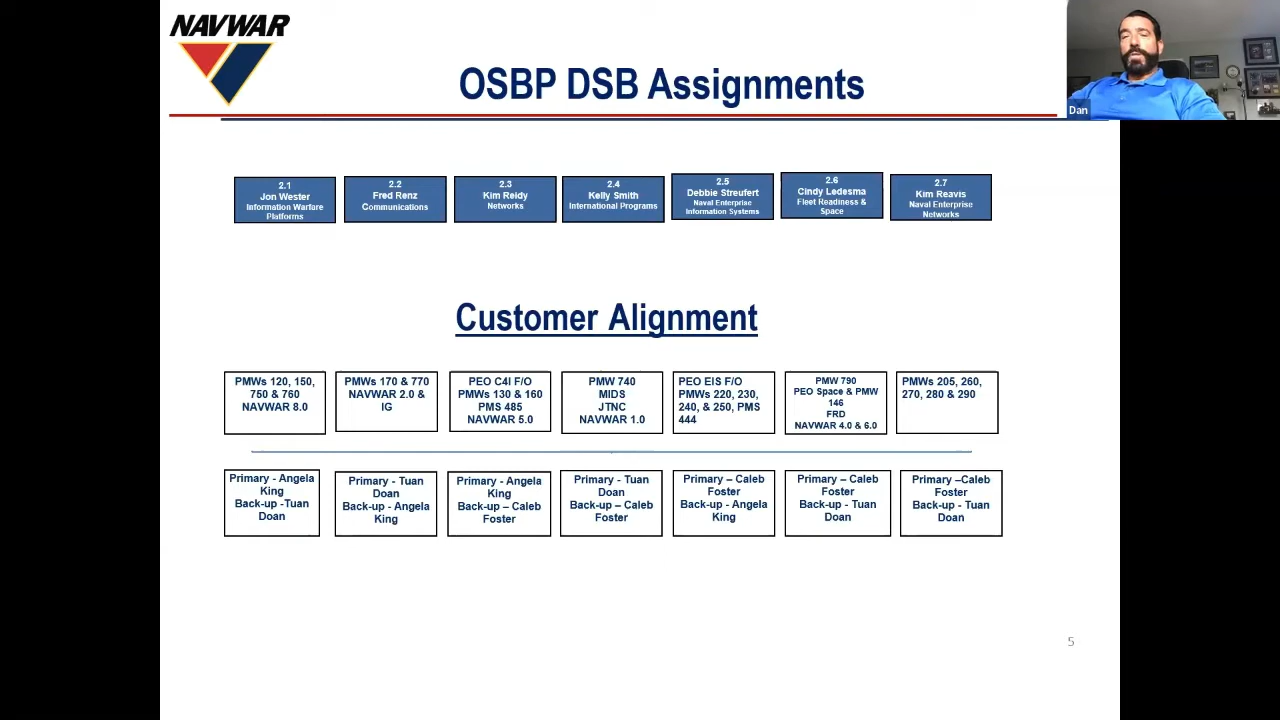 NAVWAR
OSBP DSB Assignments
Dan
2.1
Jon Wester
Information Warfare
Platforms
2.2
Fred Renz
Communications
2.3
Kim Reidy
Networks
2.4
Kelly Smith
International Programs
2.5
Debbie Streufert
Naval Enterprise
Information Systems
2.6
Cindy Ledesma
Fleet Readiness &
Space
2.7
Kim Reavis
Naval Enterprise
Networks
Customer Alignment
PMWs 120, 150,
750 & 760
NAVWAR 8.0
PMWs 170 & 770
NAVWAR 2.0 &
IG
PEO C4I F/O
PMWs 130 & 160
PMS 485
NAVWAR 5.0
PMW 740
MIDS
JTNC
NAVWAR 1.0
PEO EIS F/O
PMWs 220, 230,
240, & 250, PMS
444
PMW 790
PEO Space & PMW
146
FRD
NAVWAR 4.0 & 6.0
PMWs 205, 260,
270, 280 & 290
Primary - Angela
King
Back-up -Tuan
Doan
Primary - Tuan
Doan
Back-up - Angela
King
Primary - Angela
King
Back-up – Caleb
Foster
Primary - Tuan
Doan
Back-up – Caleb
Foster
Primary – Caleb
Foster
Back-up - Angela
King
Primary –Caleb
Foster
Back-up - Tuan
Doan
Primary –Caleb
Foster
Back-up - Tuan
Doan
5